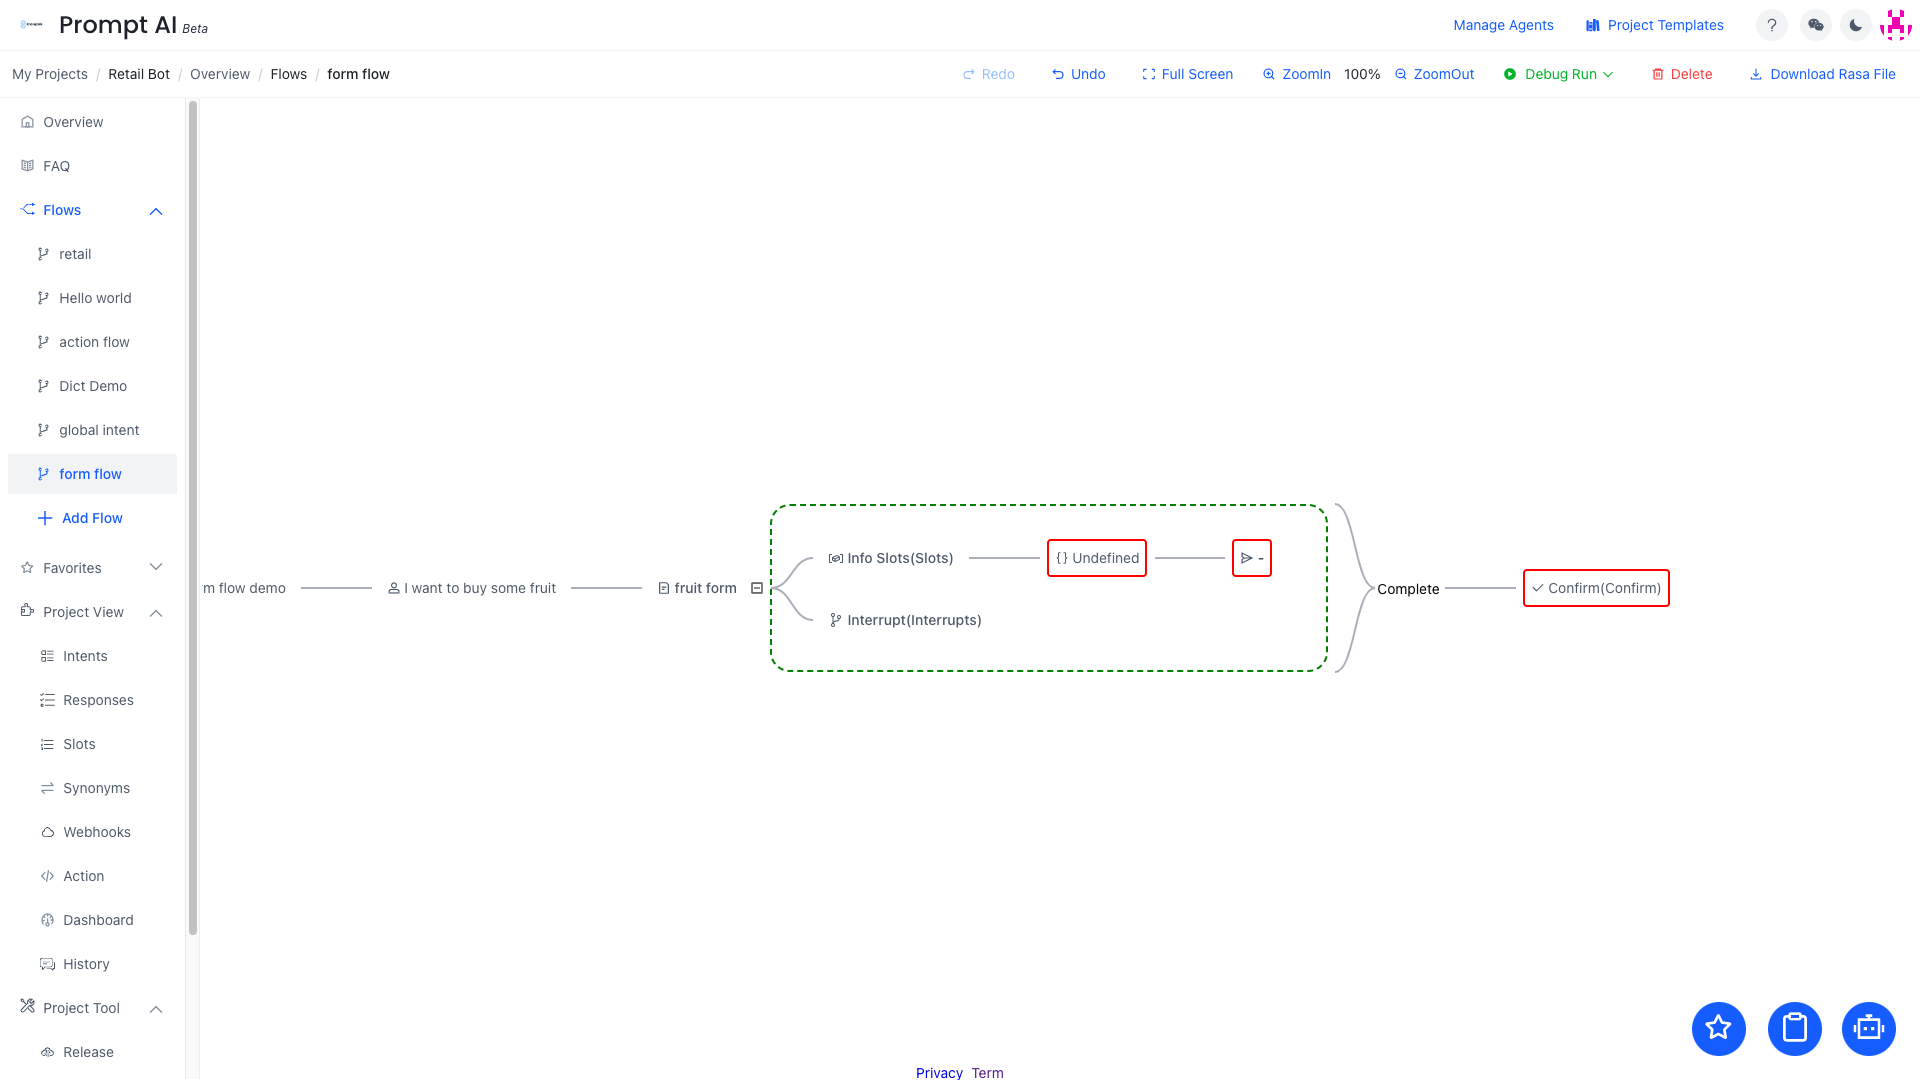 Prompt AI Beta
Manage Agents
Project Templates
My Projects / Retail Bot / Overview / Flows / form flow
Redo
Undo
Full Screen
ZoomIn
100%
ZoomOut
Debug Run
Delete
Download Rasa File
Overview
FAQ
Flows
retail
Hello world
action flow
Dict Demo
global intent
form flow
Add Flow
Favorites
Project View
Intents
Responses
Slots
Synonyms
Webhooks
Action
Dashboard
History
Project Tool
Release
m flow demo
I want to buy some fruit
fruit form
Info Slots(Slots)
{} Undefined
-
Interrupt(Interrupts)
Complete
Confirm(Confirm)
Privacy Term